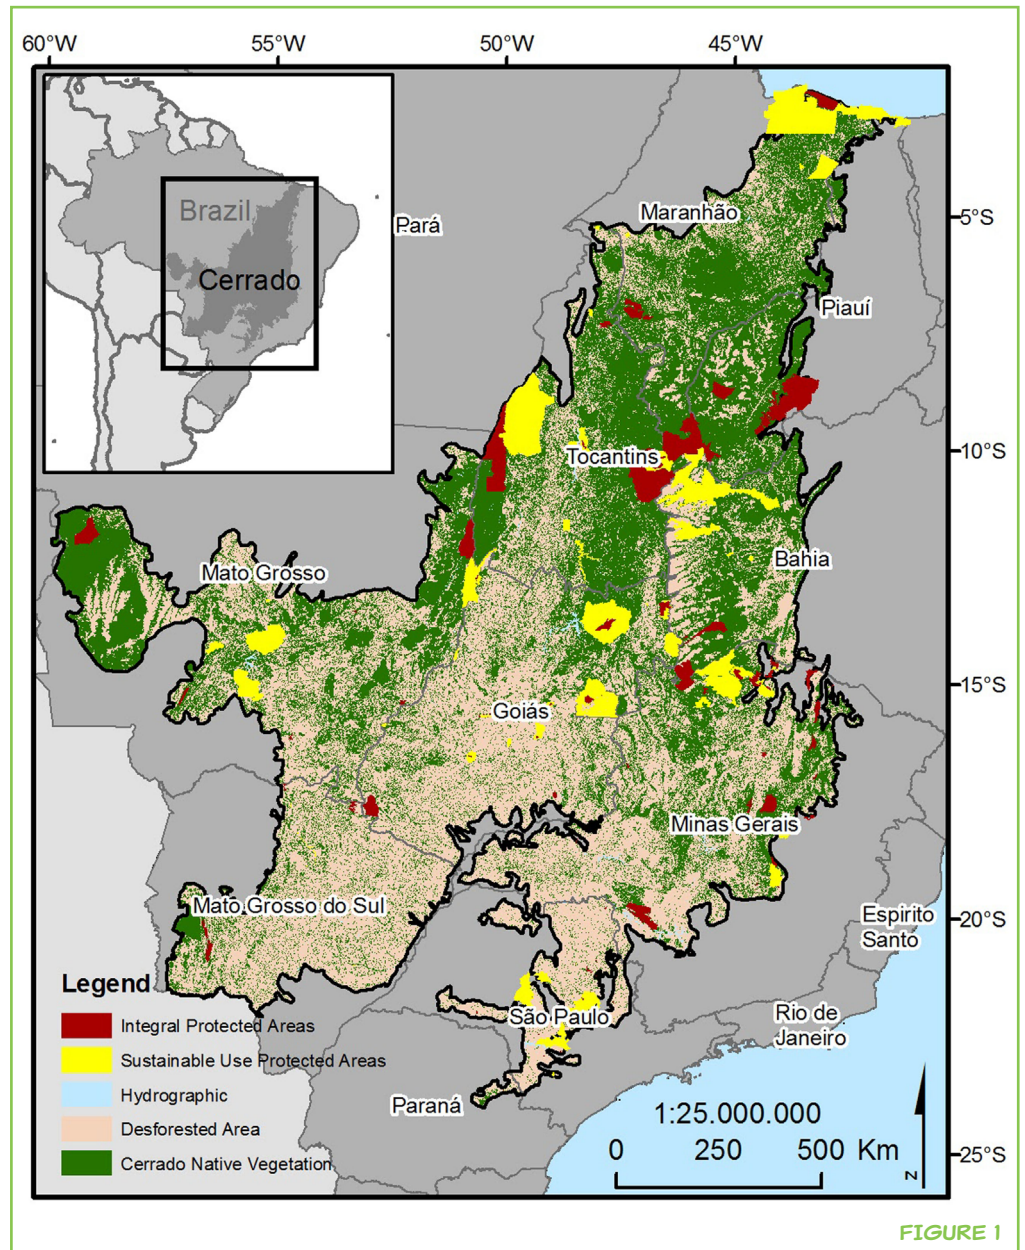 60°W 55°W 50°W 45°W
Brazil
Cerrado
Pará
Maranhão
5°S
Piauí
Tocantins
10°S
Bahia
Mato Grosso
15°S
Goiás
Minas Gerais
Mato Grosso do Sul
20°S
Espirito
Santo
São Paulo
Rio de
Janeiro
Paraná
25°S
Legend
Integral Protected Areas
Sustainable Use Protected Areas
Hydrographic
Desforested Area
Cerrado Native Vegetation
1:25.000.000
0 250 500 Km
N
FIGURE 1